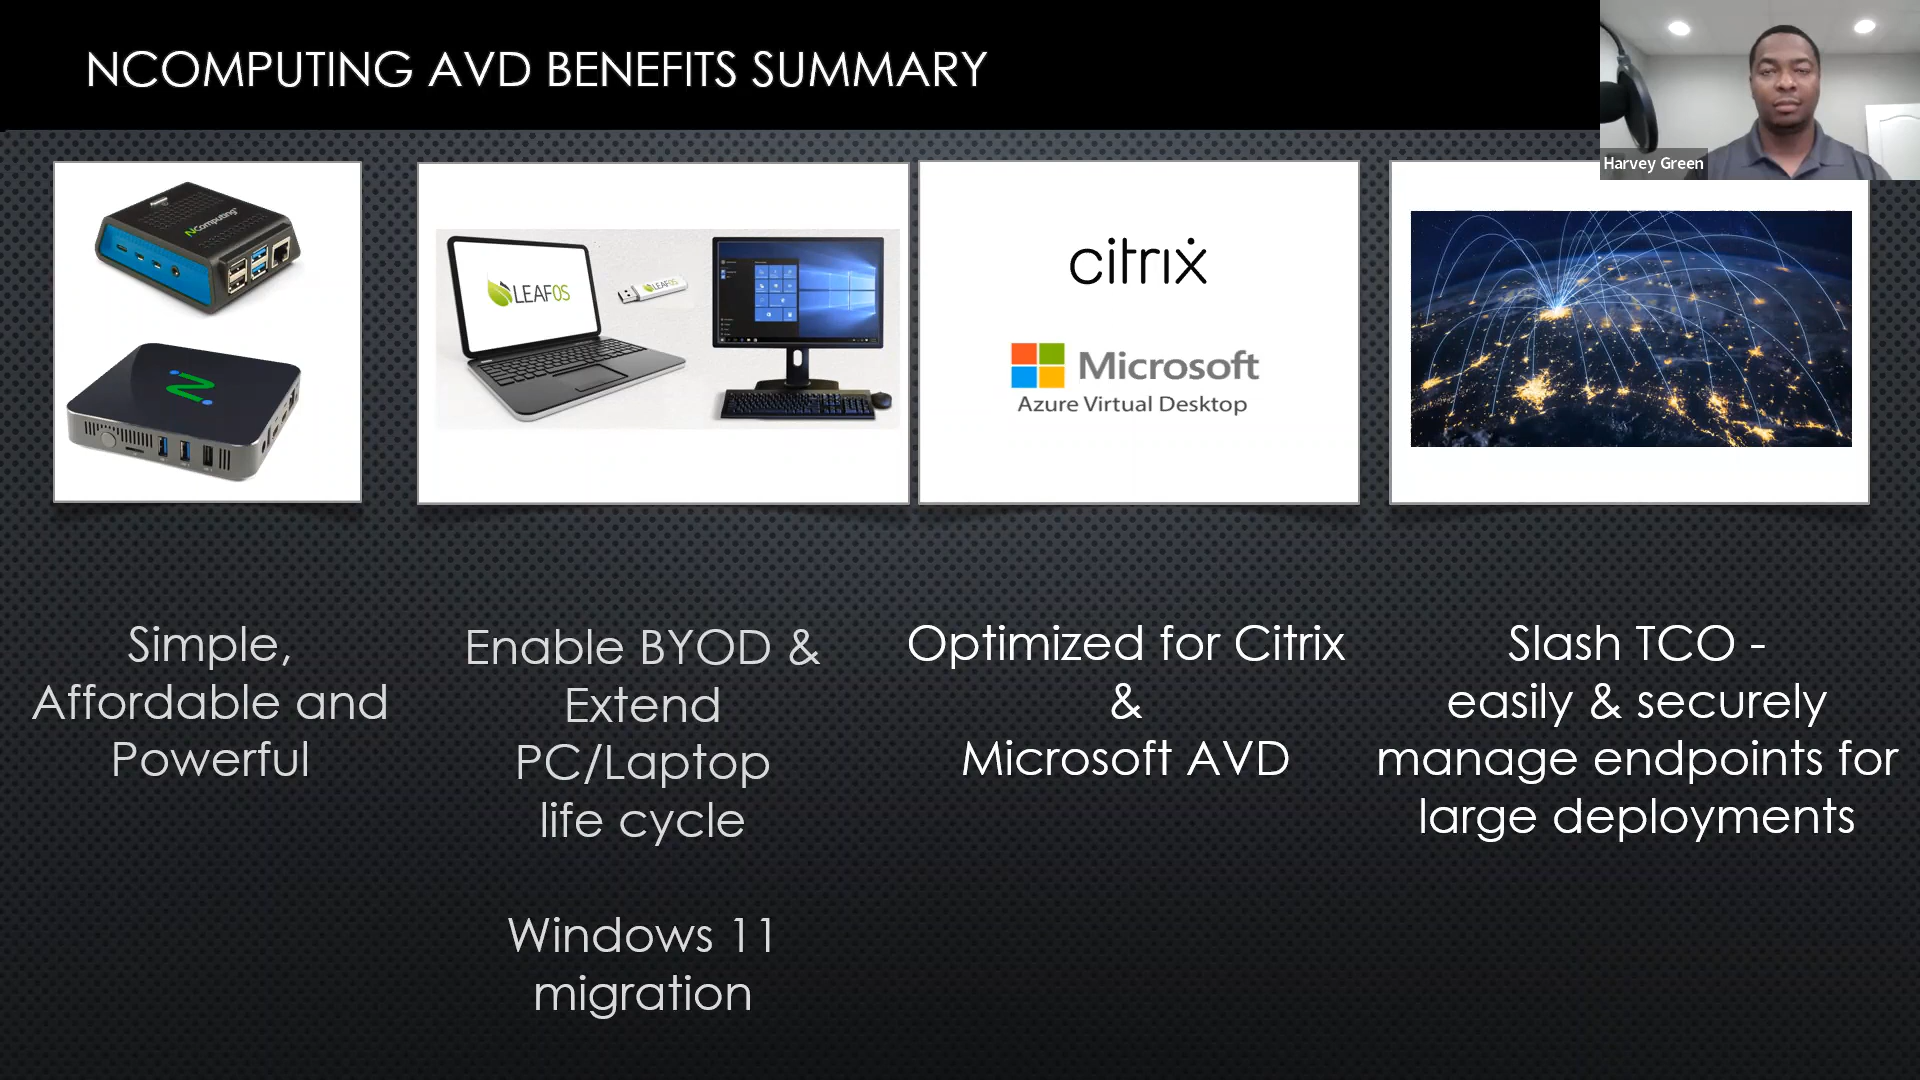 NCOMPUTING AVD BENEFITS SUMMARY
Harvey Green
NComputing
LEAFOS
LEAFOS
citrix
Microsoft
Azure Virtual Desktop
Simple,
Affordable and
Powerful
Enable BYOD &
Extend
PC/Laptop
life cycle
Windows 11
migration
Optimized for Citrix
&
Microsoft AVD
Slash TCO -
easily & securely
manage endpoints for
large deployments